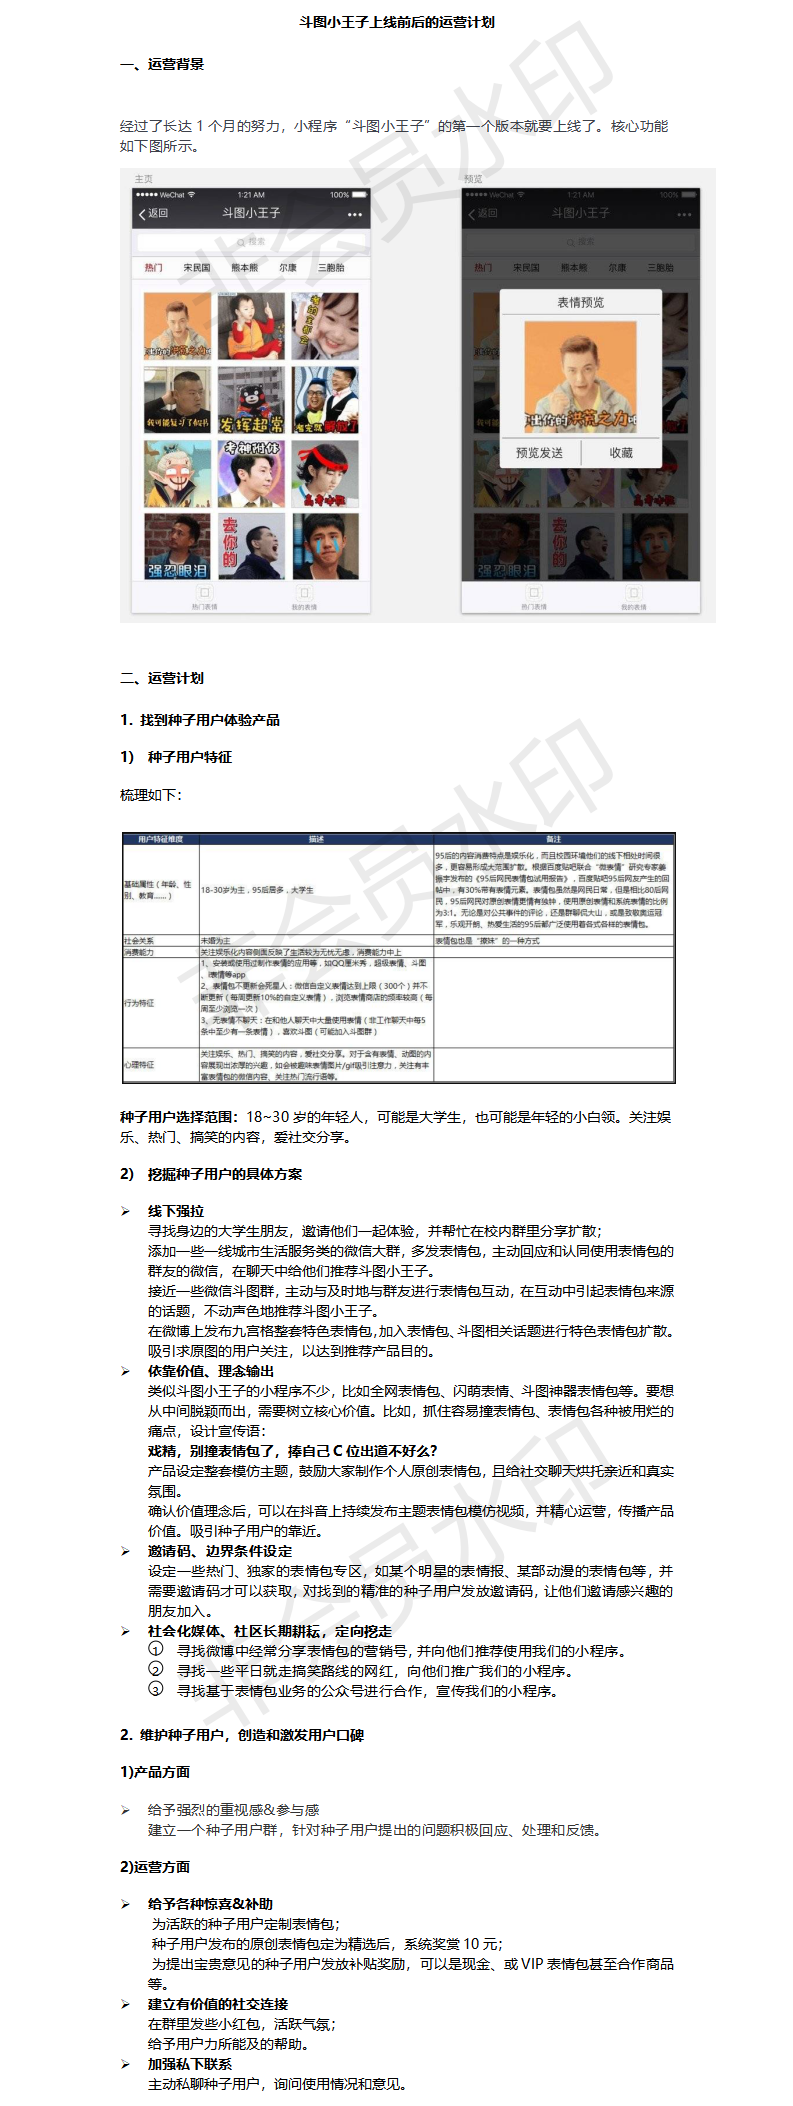 斗图小王子上线前后的运营计划
一、运营背景
经过了长达 1 个月的努力，小程序“斗图小王子”的第一个版本就要上线了。核心功能
如下图所示。
主页
预览
WeChat 1:21 AM 100%
WeChat 1:21 AM 100%
返回 斗图小王子
返回 斗图小王子
搜索
搜索
热门 宋民国 熊本熊 尔康 三胞胎
热门 宋民国 熊本熊 尔康 三胞胎
表情预览
考的全都会
洪荒之力
我可能复习了假书
发挥超常
考完就解放了
预览发送 收藏
考神附体
高考必胜
强忍眼泪
去你的
强忍眼泪
去你的
热门表情 我的表情
热门表情 我的表情
二、运营计划
1. 找到种子用户体验产品
1) 种子用户特征
梳理如下：
用户特征维度 描述 备注
基础属性（年龄、性
别、教育……）
18-30岁为主，95后居多，大学生
95后的内容消费特点是娱乐化，而且校园环境他们的线下相处时间很
多，更容易形成大范围扩散。根据百度贴吧联合“微表情”研究专家姜
振宇发布的《95后网民表情包试用报告》，百度贴吧95后网友产生的回
帖中，有30%带有表情元素。表情包虽然是网民日常，但是相比80后网
民，95后网民对原创表情更情有独钟，使用原创表情和系统表情的比例
为3:1。无论是对公共事件的评论，还是群聊侃大山，或是致敬奥运冠
军，乐观开朗、热爱生活的95后都广泛使用着各式各样的表情包。
社会关系 未婚为主 表情包也是“撩妹”的一种方式
消费能力 关注娱乐化内容侧面反映了生活较为无忧无虑，消费能力中上
行为特征
1、安装或使用过制作表情的应用等，如QQ厘米秀，超级表情、斗图
、i表情等app
2、表情包不更新会死星人：微信自定义表情达到上限（300个）并不
断更新（每周更新10%的自定义表情），浏览表情商店的频率较高（每
周至少浏览一次）
3、无表情不聊天：在和他人聊天中大量使用表情（非工作聊天中每5
条中至少有一条表情），喜欢斗图（可能加入斗图群）
心理特征
关注娱乐、热门、搞笑的内容，爱社交分享。对于含有表情、动图的内
容展现出浓厚的兴趣，如会被趣味表情图片/gif吸引注意力，关注有丰
富表情包的微信内容、关注热门流行语等。
种子用户选择范围：18~30 岁的年轻人，可能是大学生，也可能是年轻的小白领。关注娱
乐、热门、搞笑的内容，爱社交分享。
2) 挖掘种子用户的具体方案
➢ 线下强拉
寻找身边的大学生朋友，邀请他们一起体验，并帮忙在校内群里分享扩散；
添加一些一线城市生活服务类的微信大群，多发表情包，主动回应和认同使用表情包的
群友的微信，在聊天中给他们推荐斗图小王子。
接近一些微信斗图群，主动与及时地与群友进行表情包互动，在互动中引起表情包来源
的话题，不动声色地推荐斗图小王子。
在微博上发布九宫格整套特色表情包，加入表情包、斗图相关话题进行特色表情包扩散。
吸引求原图的用户关注，以达到推荐产品目的。
➢ 依靠价值、理念输出
类似斗图小王子的小程序不少，比如全网表情包、闪萌表情、斗图神器表情包等。要想
从中间脱颖而出，需要树立核心价值。比如，抓住容易撞表情包、表情包各种被用烂的
痛点，设计宣传语：
戏精，别撞表情包了，捧自己 C 位出道不好么？
产品设定整套模仿主题，鼓励大家制作个人原创表情包，且给社交聊天烘托亲近和真实
氛围。
确认价值理念后，可以在抖音上持续发布主题表情包模仿视频，并精心运营，传播产品
价值。吸引种子用户的靠近。
➢ 邀请码、边界条件设定
设定一些热门、独家的表情包专区，如某个明星的表情报、某部动漫的表情包等，并
需要邀请码才可以获取，对找到的精准的种子用户发放邀请码，让他们邀请感兴趣的
朋友加入。
➢ 社会化媒体、社区长期耕耘，定向挖走
① 寻找微博中经常分享表情包的营销号，并向他们推荐使用我们的小程序。
② 寻找一些平日就走搞笑路线的网红，向他们推广我们的小程序。
③ 寻找基于表情包业务的公众号进行合作，宣传我们的小程序。
2. 维护种子用户，创造和激发用户口碑
1)产品方面
➢ 给予强烈的重视感&参与感
建立一个种子用户群，针对种子用户提出的问题积极回应、处理和反馈。
2)运营方面
➢ 给予各种惊喜&补助
为活跃的种子用户定制表情包；
种子用户发布的原创表情包定为精选后，系统奖赏 10 元；
为提出宝贵意见的种子用户发放补贴奖励，可以是现金、或 VIP 表情包甚至合作商品
等。
➢ 建立有价值的社交连接
在群里发些小红包，活跃气氛；
给予用户力所能及的帮助。
➢ 加强私下联系
主动私聊种子用户，询问使用情况和意见。
非会员水印
非会员水印
非会员水印